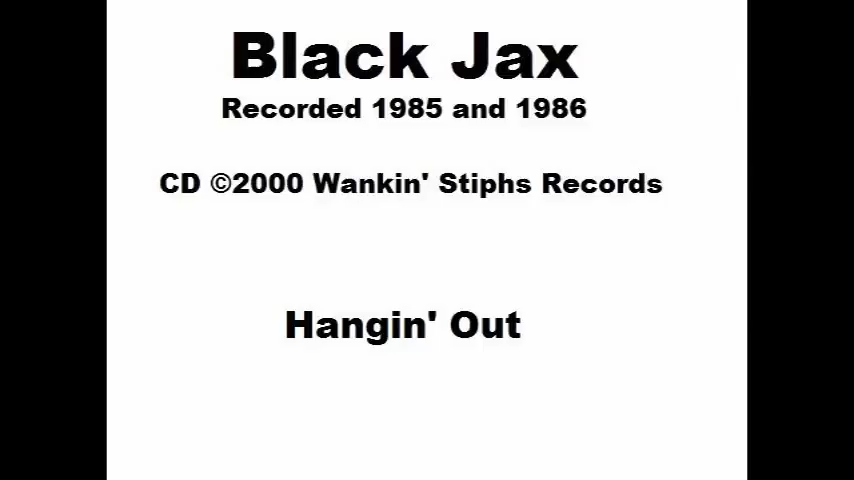 Black Jax
Recorded 1985 and 1986
CD ©2000 Wankin' Stiphs Records
Hangin' Out